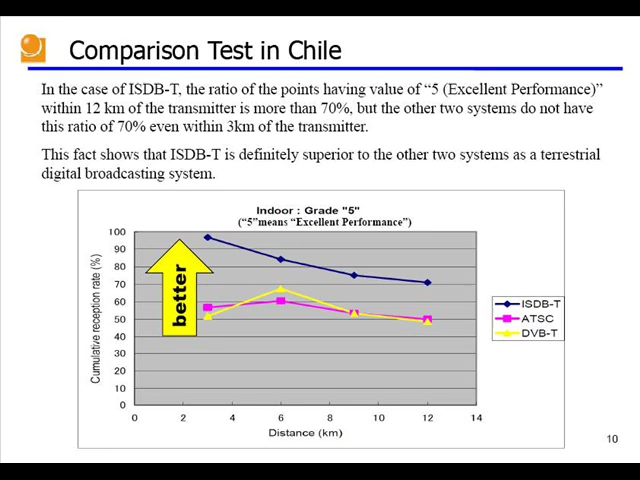 Comparison Test in Chile
In the case of ISDB-T, the ratio of the points having value of “5 (Excellent Performance)”
within 12 km of the transmitter is more than 70%, but the other two systems do not have
this ratio of 70% even within 3km of the transmitter.
This fact shows that ISDB-T is definitely superior to the other two systems as a terrestrial
digital broadcasting system.
Indoor : Grade "5"
(“5”means “Excellent Performance”)
Cumulative reception rate (%)
100
90
80
70
60
50
40
30
20
10
0
better
0 2 4 6 8 10 12 14
Distance (km)
ISDB-T
ATSC
DVB-T
10